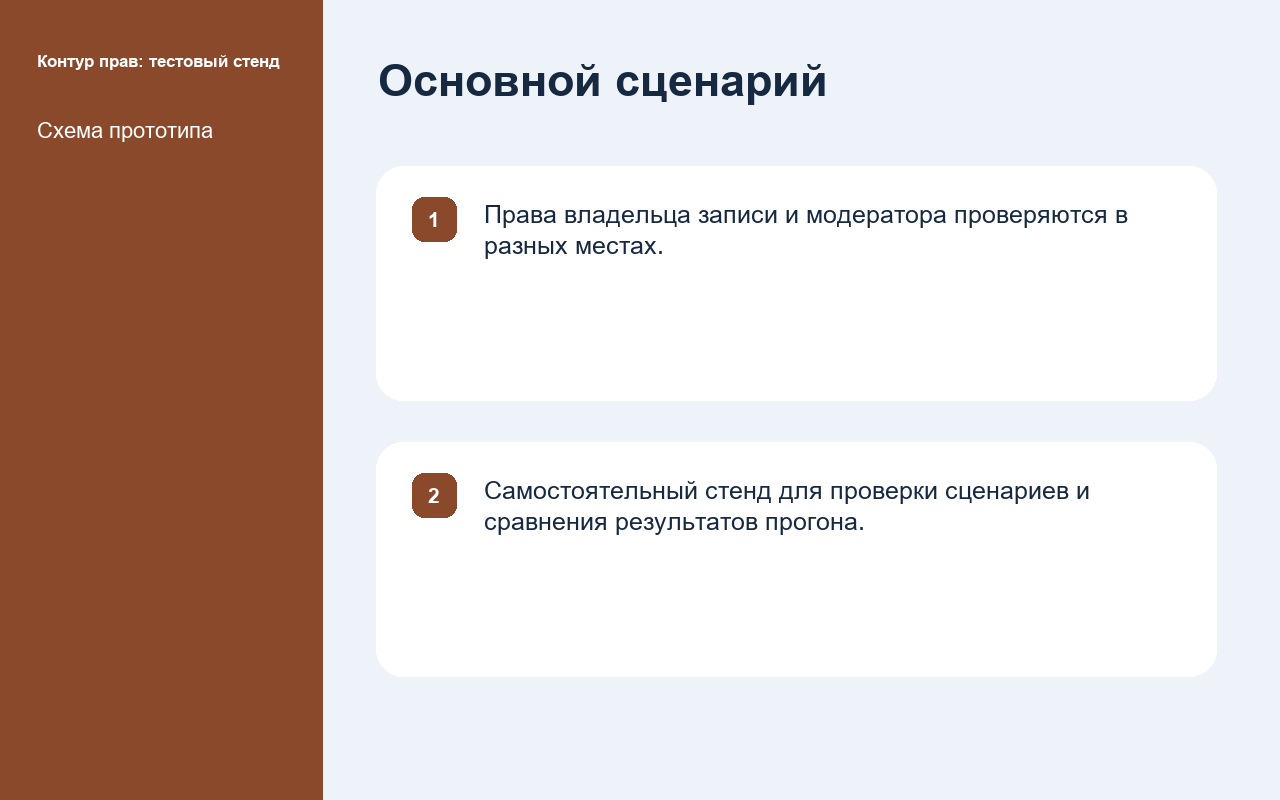 Контур прав: тестовый стенд
Схема прототипа
Основной сценарий
1
Права владельца записи и модератора проверяются в
разных местах.
2
Самостоятельный стенд для проверки сценариев и
сравнения результатов прогона.